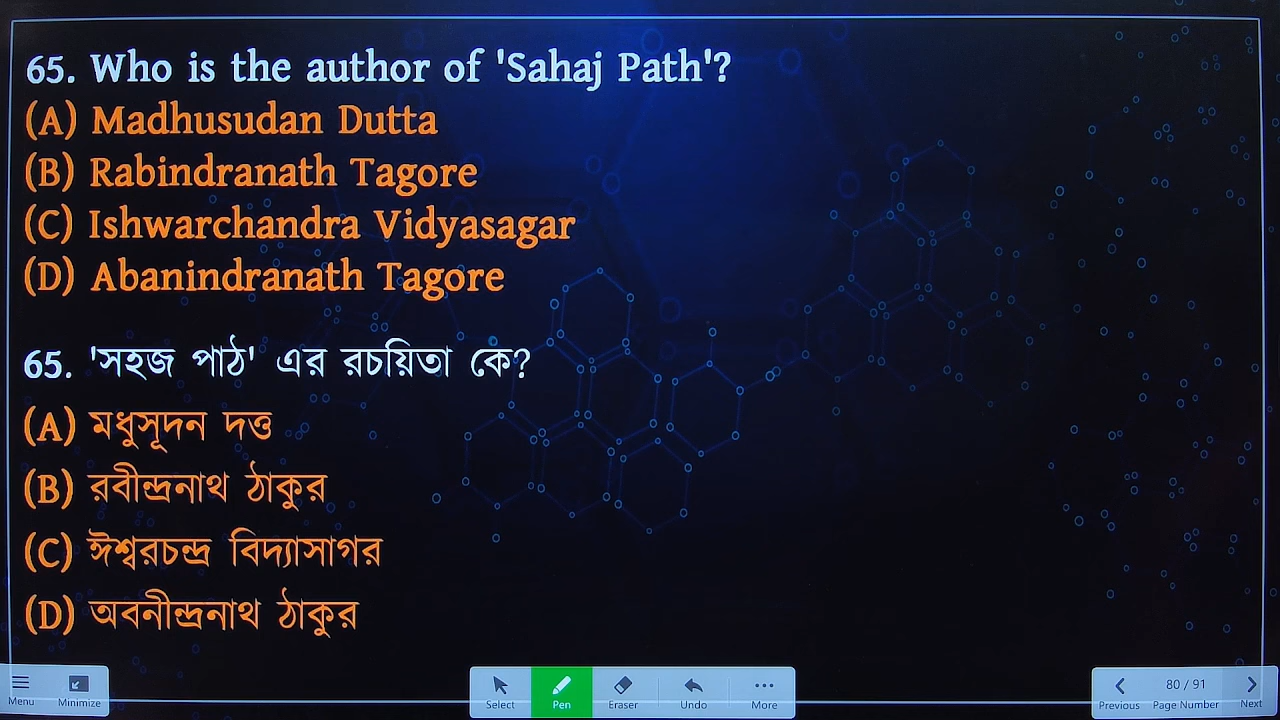 65. Who is the author of 'Sahaj Path'?
(A) Madhusudan Dutta
(B) Rabindranath Tagore
(C) Ishwarchandra Vidyasagar
(D) Abanindranath Tagore
65. 'সহজ পাঠ' এর রচয়িতা কে?
(A) মধুসূদন দত্ত
(B) রবীন্দ্রনাথ ঠাকুর
(C) ঈশ্বরচন্দ্র বিদ্যাসাগর
(D) অবনীন্দ্রনাথ ঠাকুর
Menu Minimize Select Pen Eraser Undo More Previous 80 / 91 Page Number Next